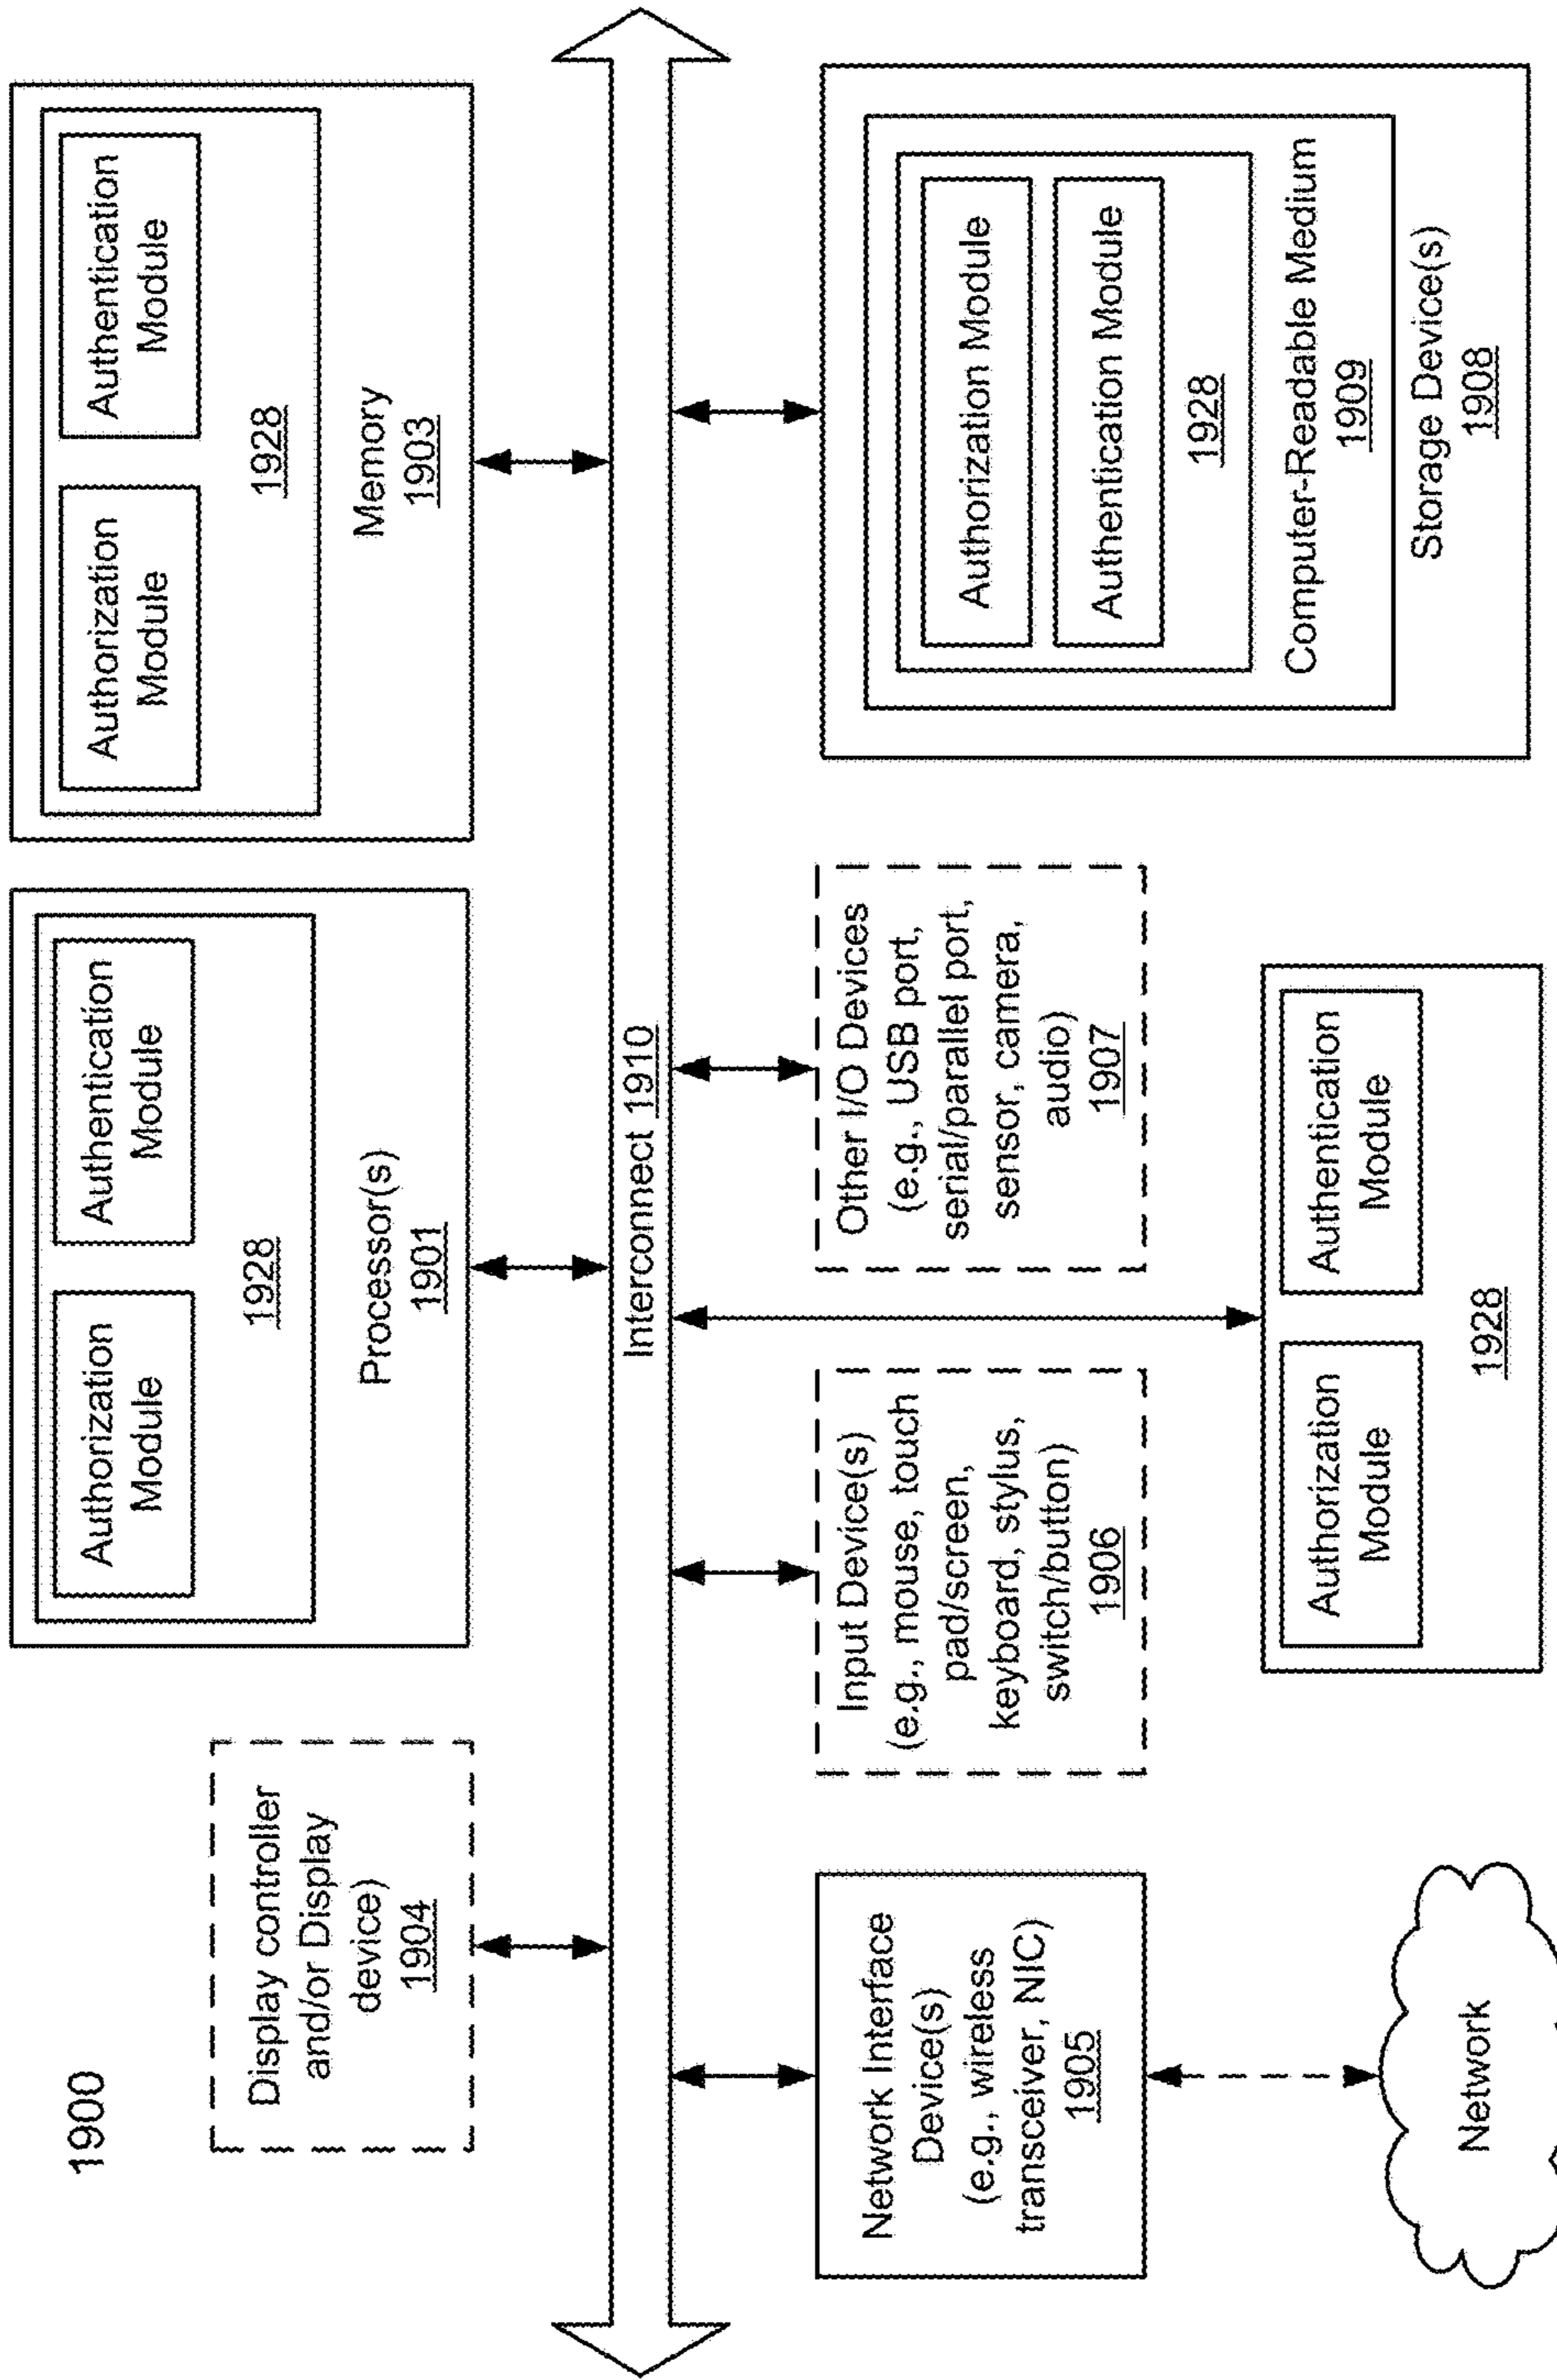 1900
Display controller
and/or Display
device)
1904
Authorization
Module
Authentication
Module
1928
Processor(s)
1901
Authorization
Module
Authentication
Module
1928
Memory
1903
Interconnect 1910
Network Interface
Device(s)
(e.g., wireless
transceiver, NIC)
1905
Network
Input Device(s)
(e.g., mouse, touch
pad/screen,
keyboard, stylus,
switch/button)
1906
Other I/O Devices
(e.g., USB port,
serial/parallel port,
sensor, camera,
audio)
1907
Authorization
Module
Authentication
Module
1928
Authorization Module
Authentication Module
1928
Computer-Readable Medium
1909
Storage Device(s)
1908